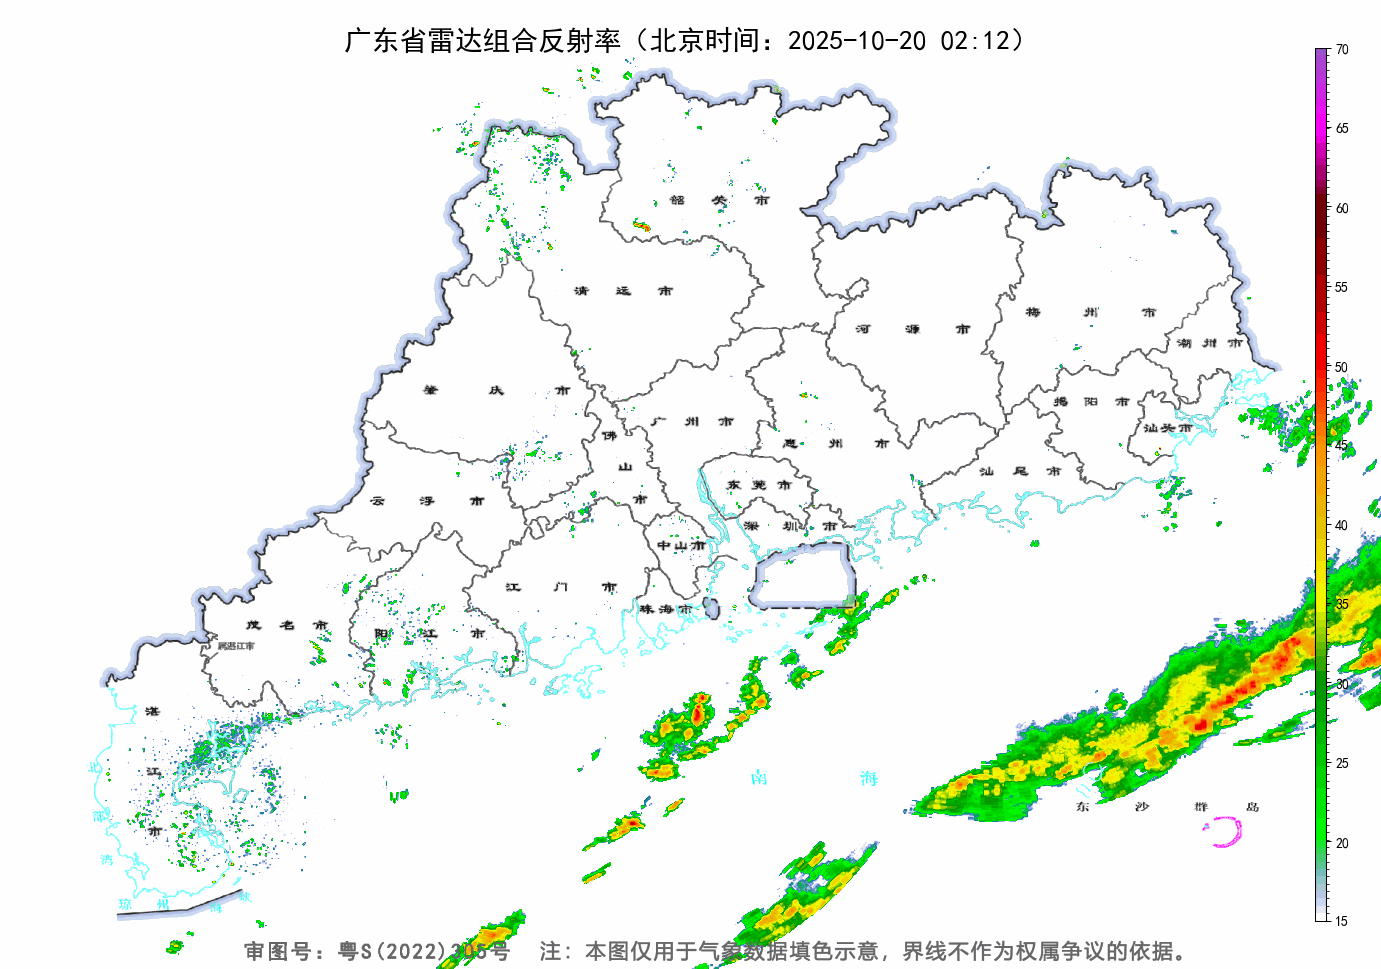 广东省雷达组合反射率（北京时间：2025-10-20 02:12）
70
65
60
55
50
45
40
35
30
25
20
15
韶关市
清远市
河源市
梅州市
潮州市
肇庆市
广州市
佛山市
惠州市
揭阳市
汕头市
汕尾市
东莞市
云浮市
深圳市
中山市
江门市
珠海市
茂名市
阳江市
属湛江市
湛江市
北部湾
琼州海峡
南海
东沙群岛
审图号：粤S(2022)306号 注：本图仅用于气象数据填色示意，界线不作为权属争议的依据。